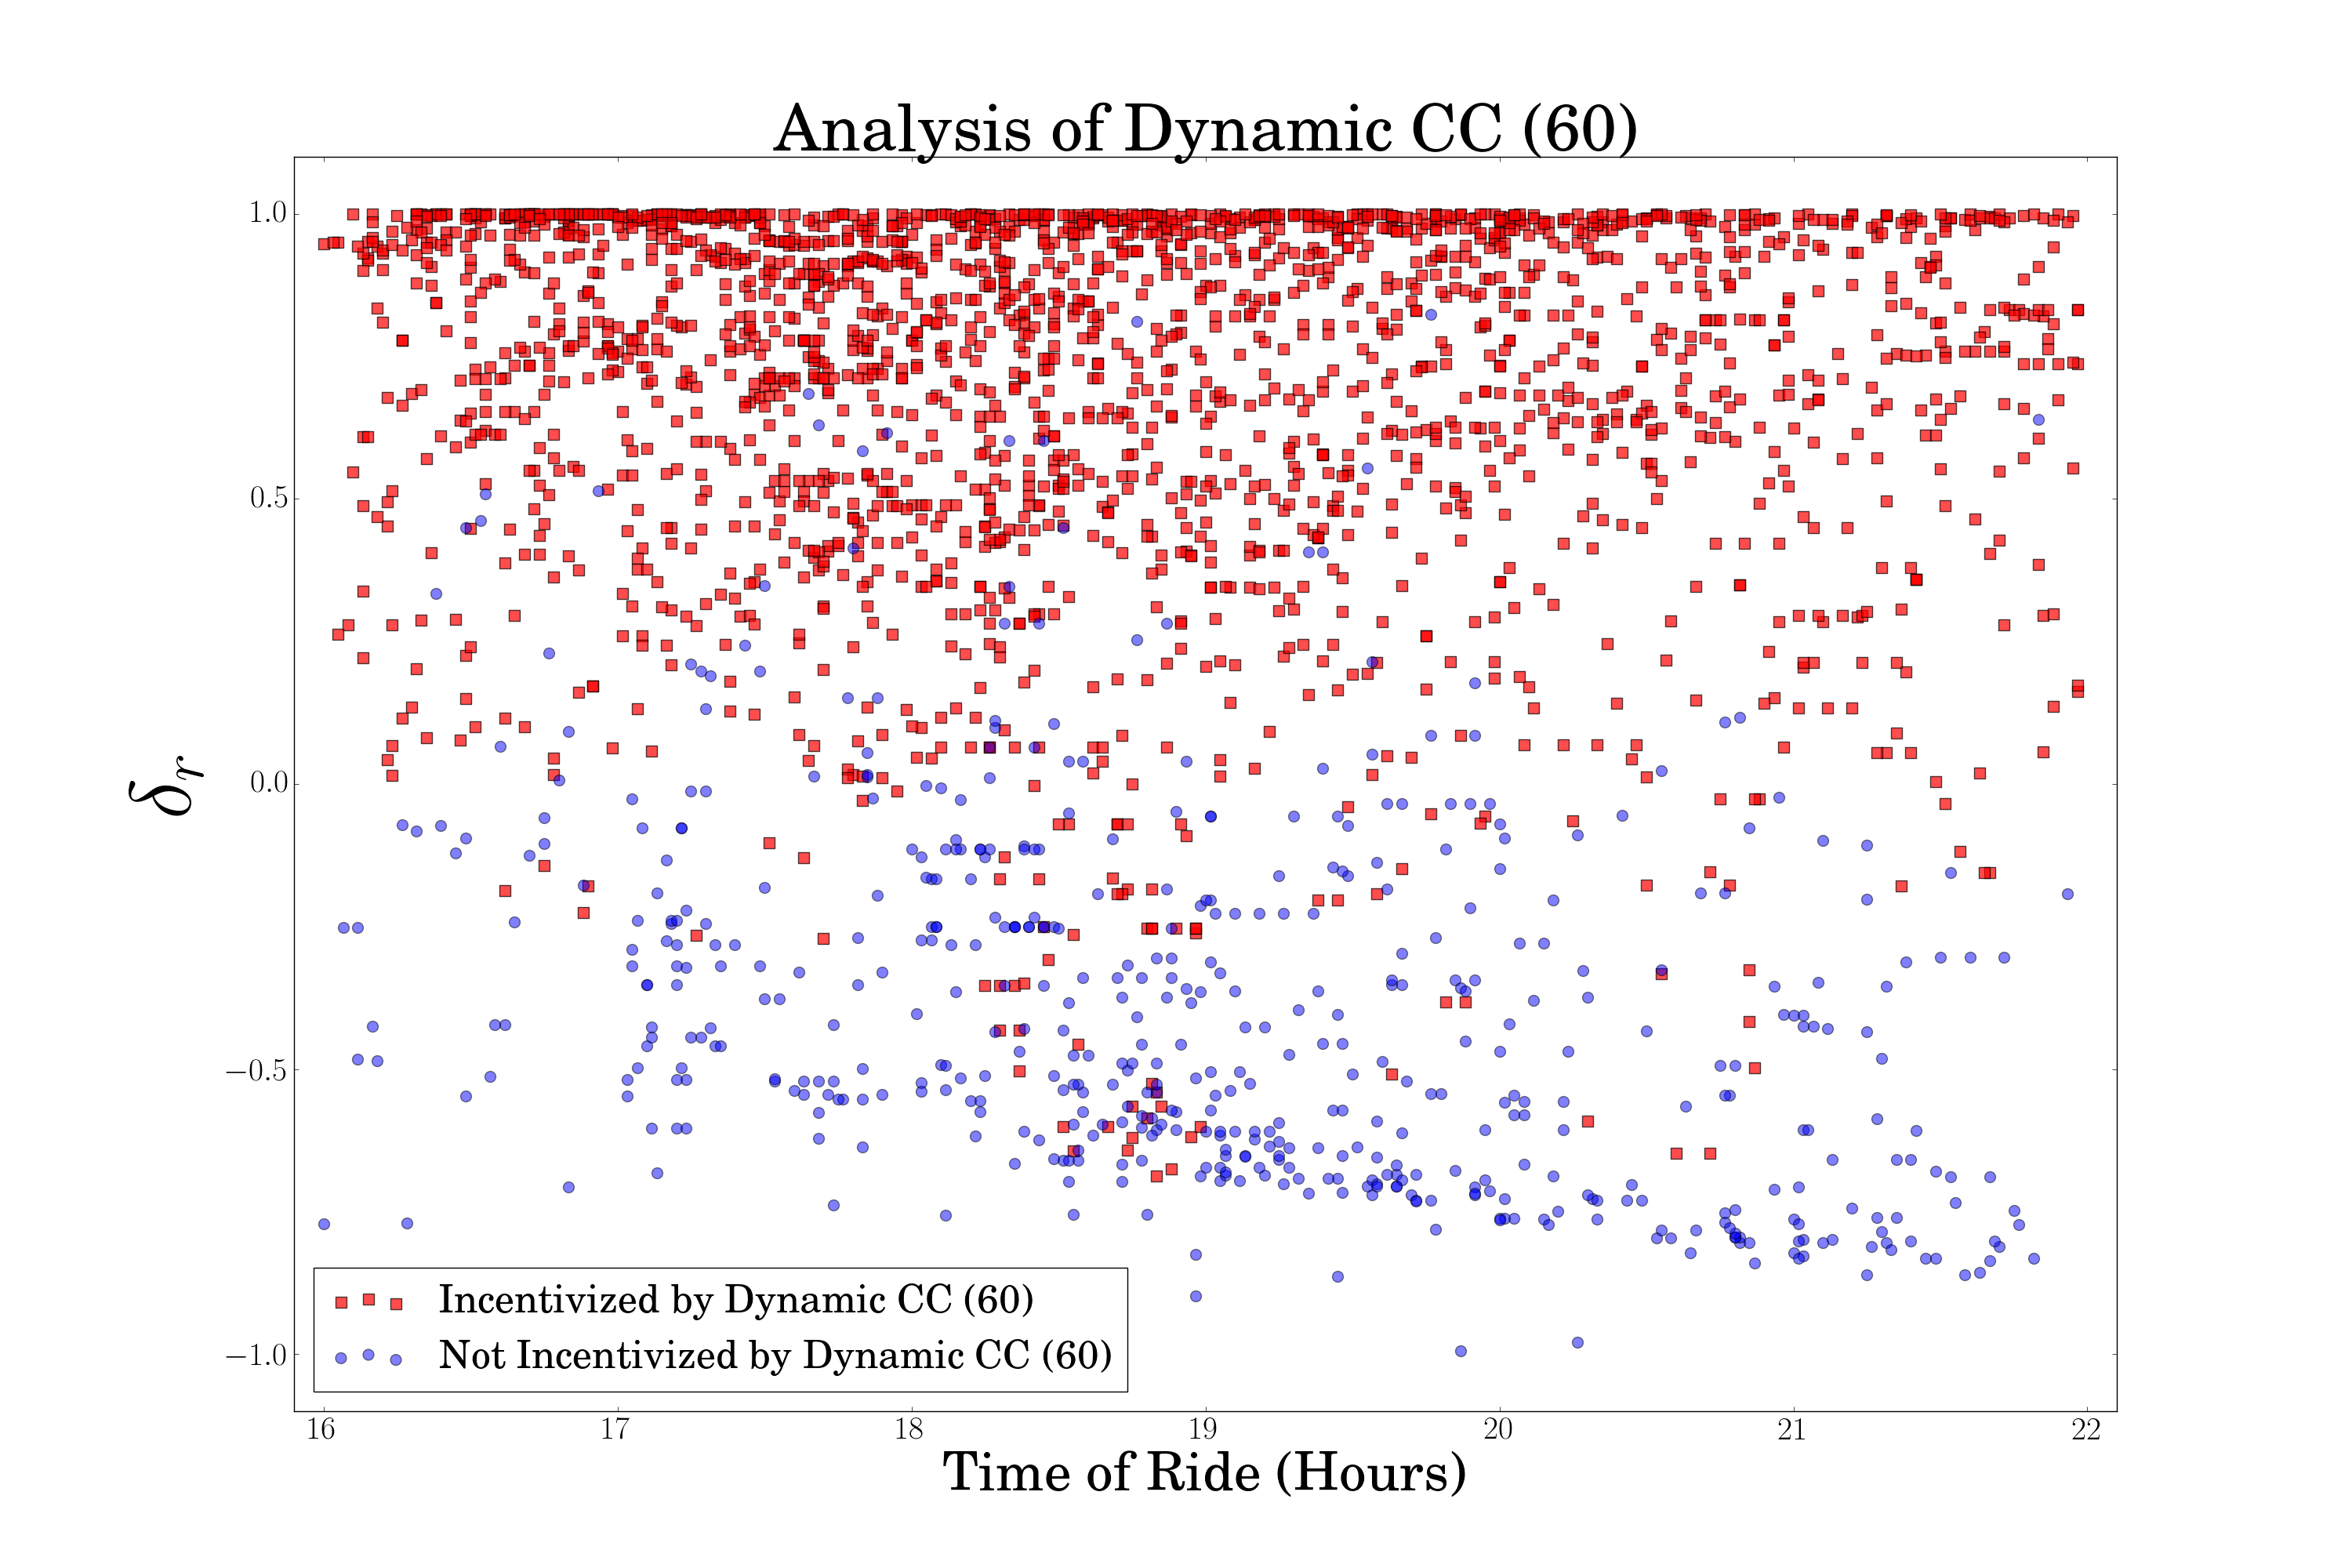 Analysis of Dynamic CC (60)
1.0
0.5
0.0
−0.5
−1.0
δr
Incentivized by Dynamic CC (60)
Not Incentivized by Dynamic CC (60)
16 17 18 19 20 21 22
Time of Ride (Hours)